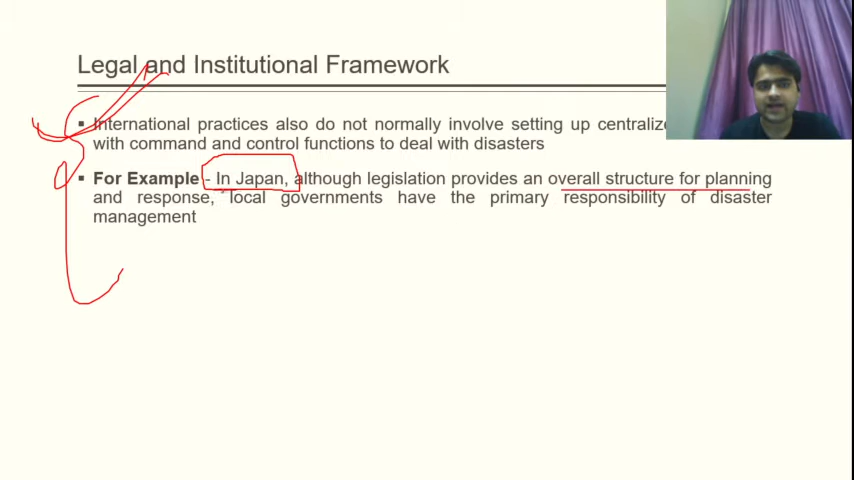 Legal and Institutional Framework
▪ International practices also do not normally involve setting up centralize
with command and control functions to deal with disasters
▪ For Example - In Japan, although legislation provides an overall structure for planning
and response, local governments have the primary responsibility of disaster
management